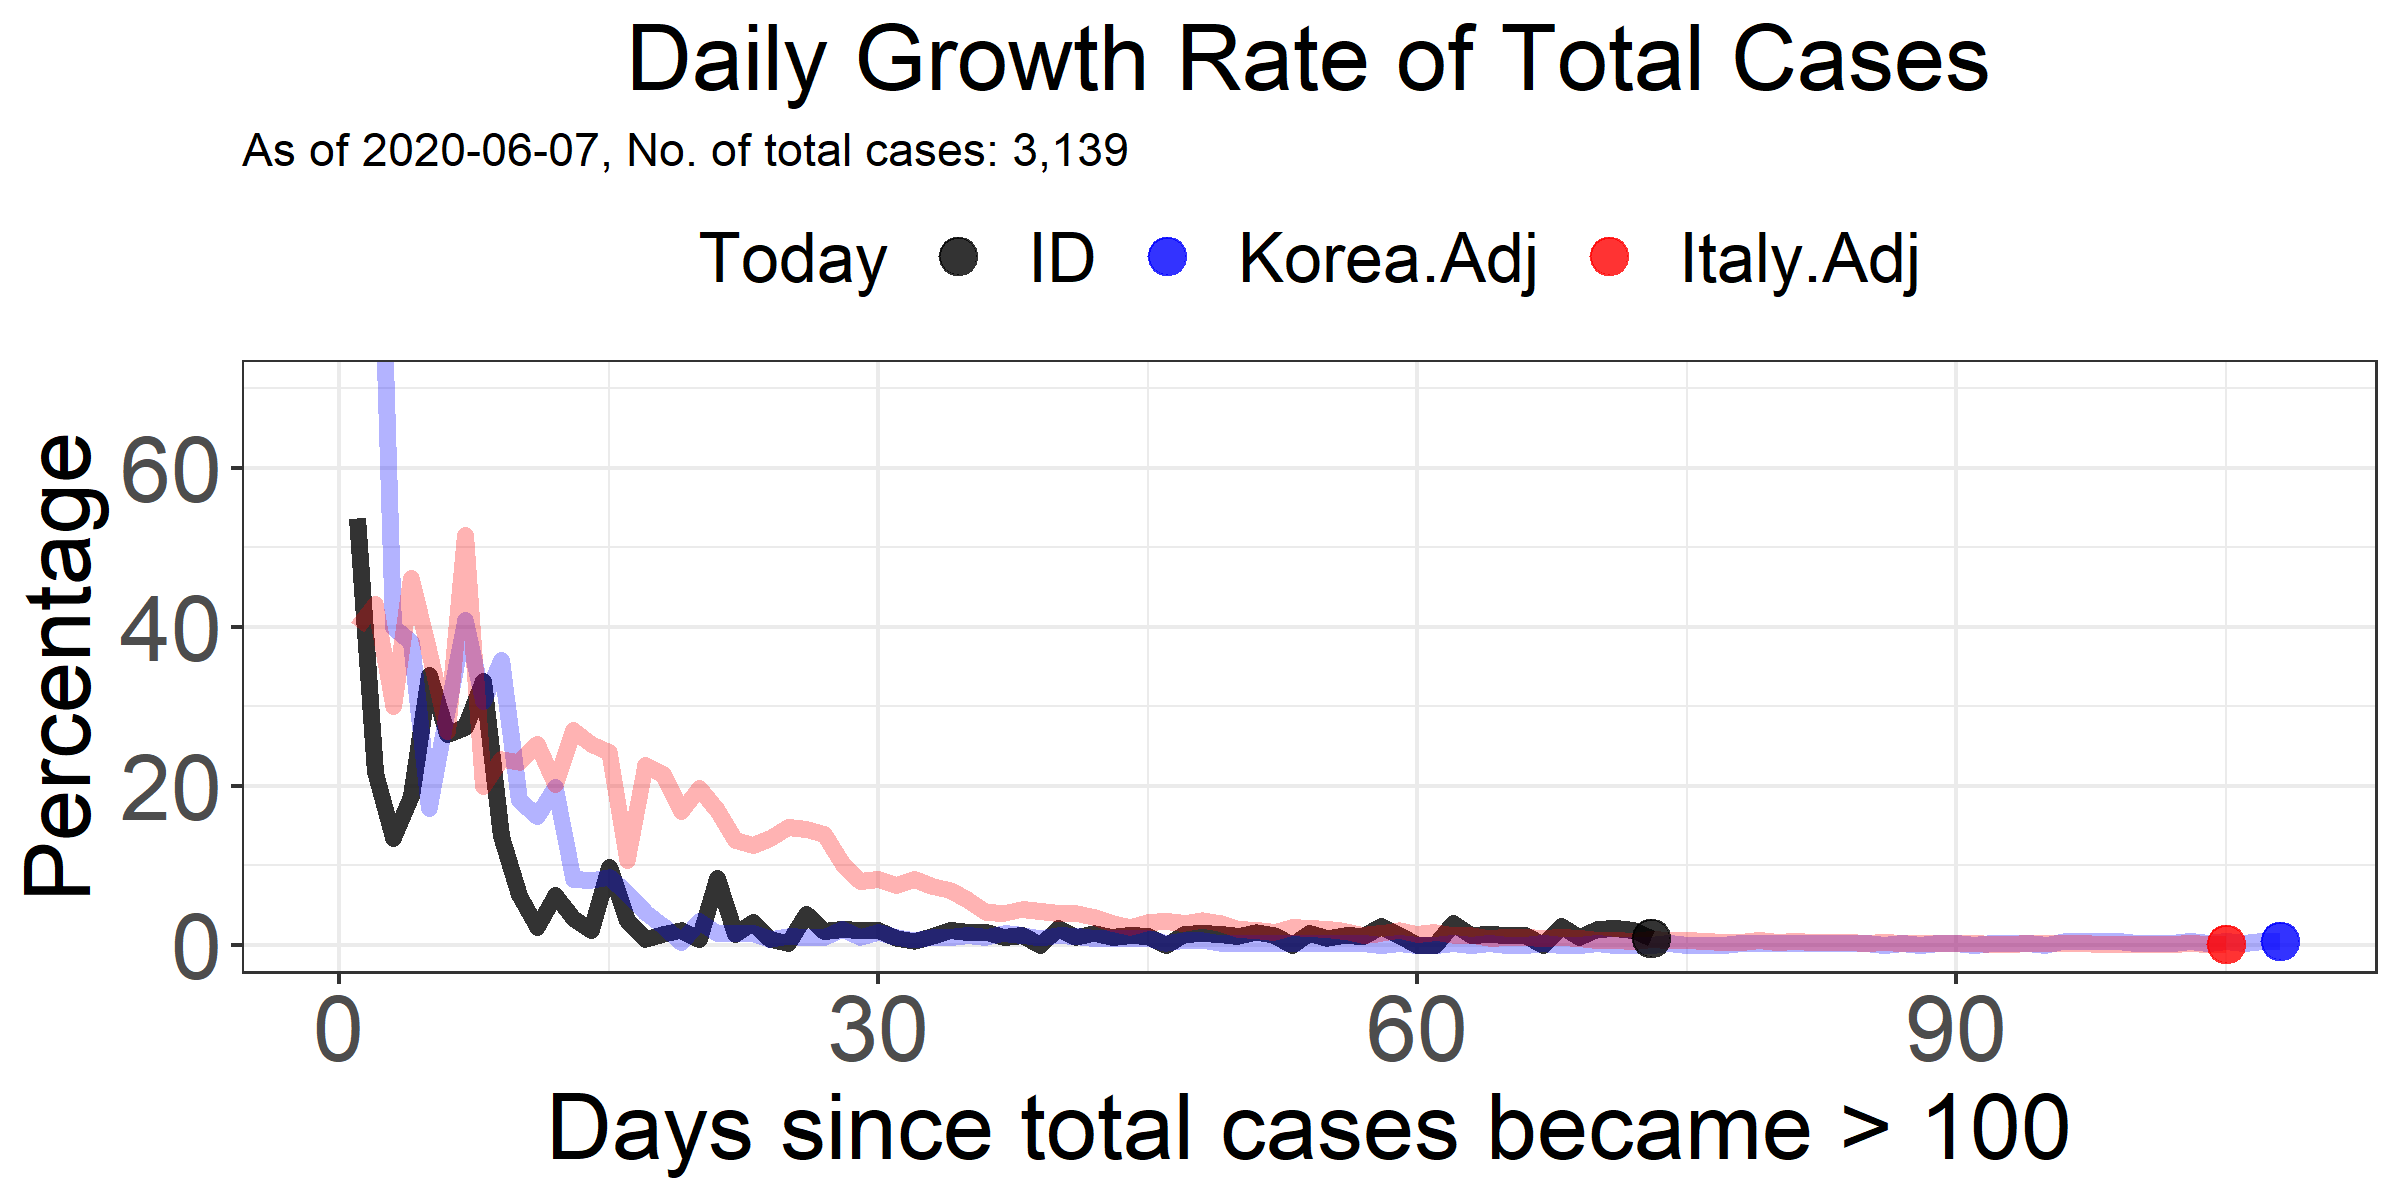 Daily Growth Rate of Total Cases
As of 2020-06-07, No. of total cases: 3,139
Today ID Korea.Adj Italy.Adj
Percentage
60
40
20
0
0 30 60 90
Days since total cases became > 100